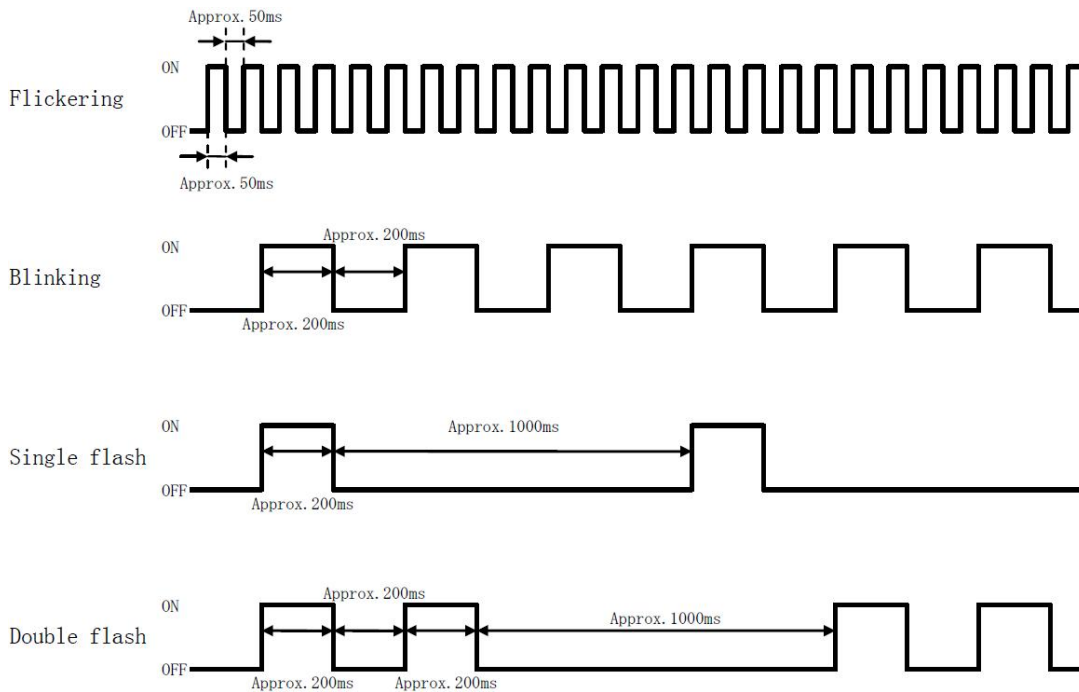 Approx.50ms
ON
Flickering
OFF
Approx.50ms
ON
Approx.200ms
Blinking
OFF
Approx.200ms
ON
Approx.1000ms
Single flash
OFF
Approx.200ms
Approx.200ms
ON
Approx.1000ms
Double flash
OFF
Approx.200ms
Approx.200ms